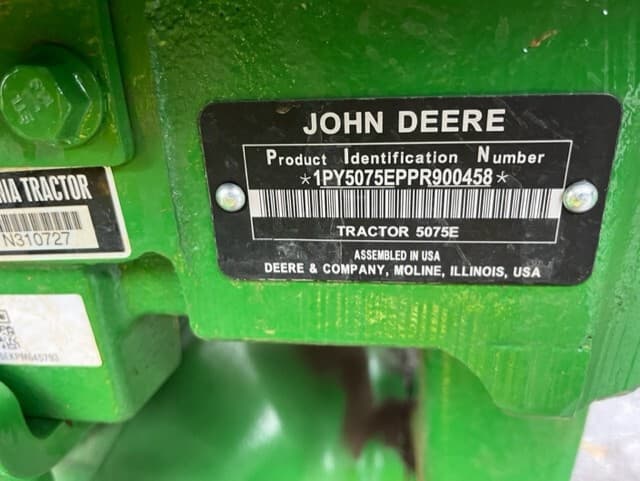 JOHN DEERE
Product Identification Number
*1PY5075EPPR900458*
TRACTOR 5075E
ASSEMBLED IN USA
DEERE & COMPANY, MOLINE, ILLINOIS, USA
TRACTOR
N310727